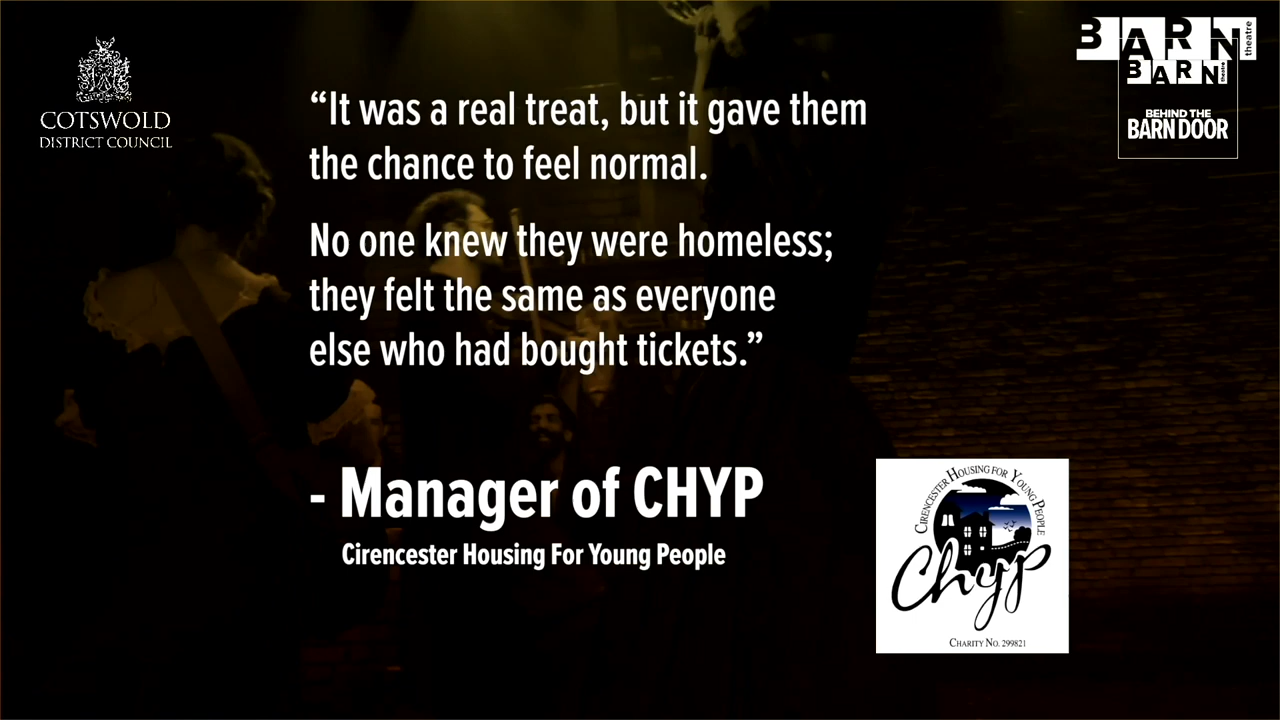 COTSWOLD
DISTRICT COUNCIL
BARN theatre
BARN theatre
BEHIND THE
BARN DOOR
“It was a real treat, but it gave them
the chance to feel normal.
No one knew they were homeless;
they felt the same as everyone
else who had bought tickets.”
- Manager of CHYP
Cirencester Housing For Young People
CIRENCESTER HOUSING FOR YOUNG PEOPLE
Chyp
CHARITY NO. 299821